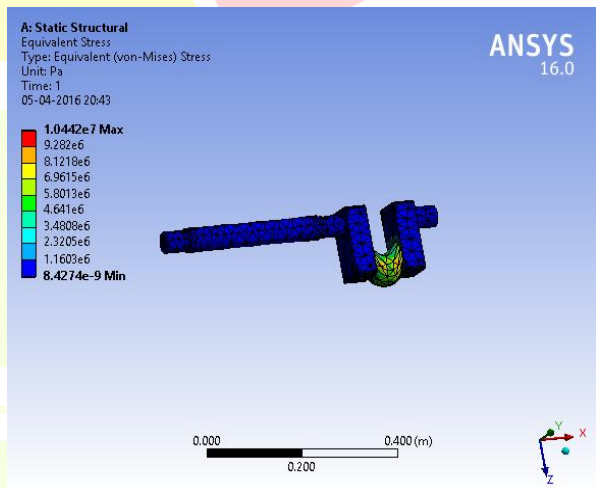 A: Static Structural
Equivalent Stress
Type: Equivalent (von-Mises) Stress
Unit: Pa
Time: 1
05-04-2016 20:43
ANSYS
16.0
1.0442e7 Max
9.282e6
8.1218e6
6.9615e6
5.8013e6
4.641e6
3.4808e6
2.3205e6
1.1603e6
8.4274e-9 Min
0.000
0.400 (m)
0.200
Y
X
Z